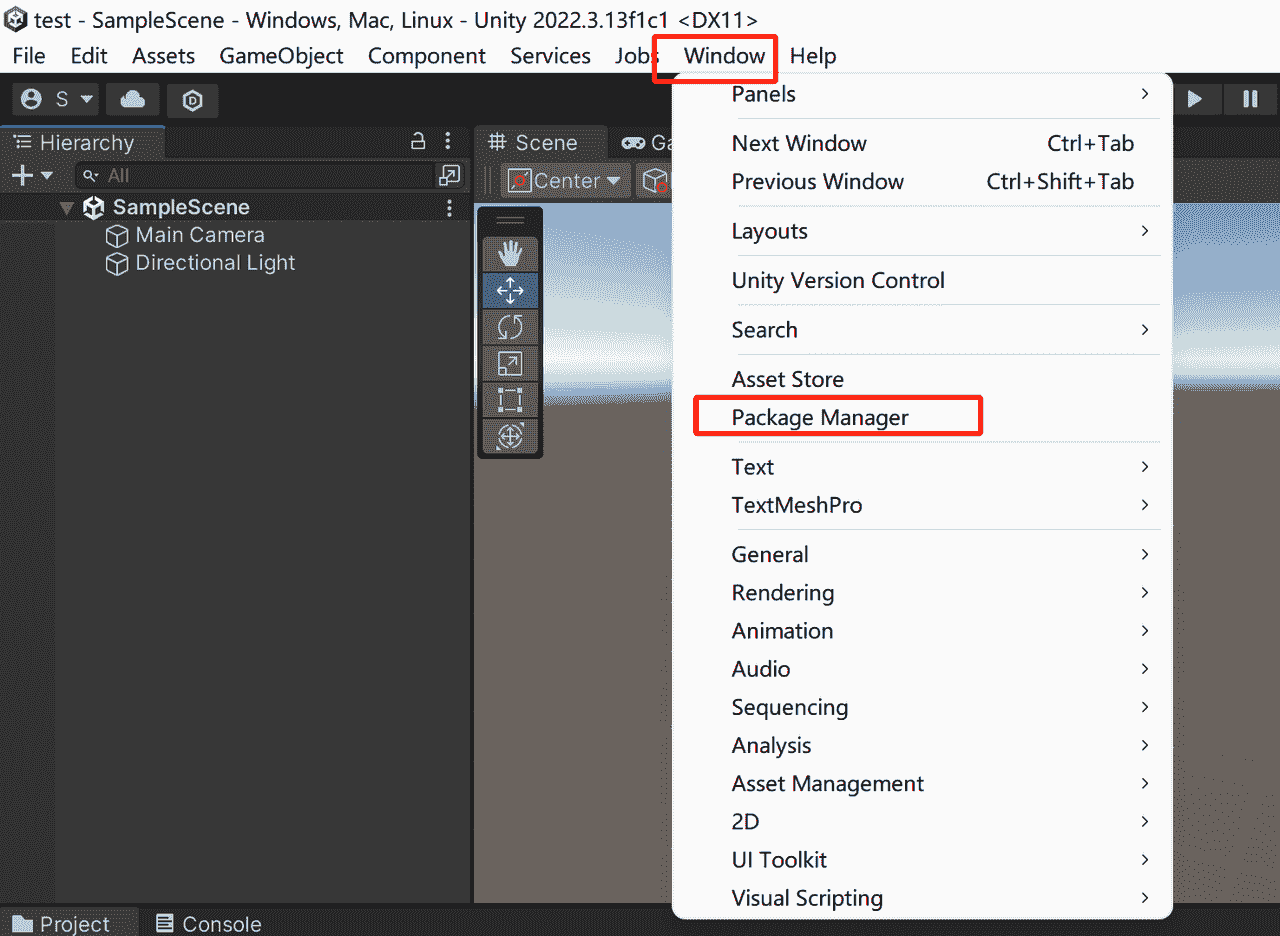 test - SampleScene - Windows, Mac, Linux - Unity 2022.3.13f1c1 <DX11>
File Edit Assets GameObject Component Services Jobs Window Help
S
Hierarchy
All
SampleScene
Main Camera
Directional Light
Scene
Ga
Center
Panels
Next Window Ctrl+Tab
Previous Window Ctrl+Shift+Tab
Layouts
Unity Version Control
Search
Asset Store
Package Manager
Text
TextMeshPro
General
Rendering
Animation
Audio
Sequencing
Analysis
Asset Management
2D
UI Toolkit
Visual Scripting
Project Console